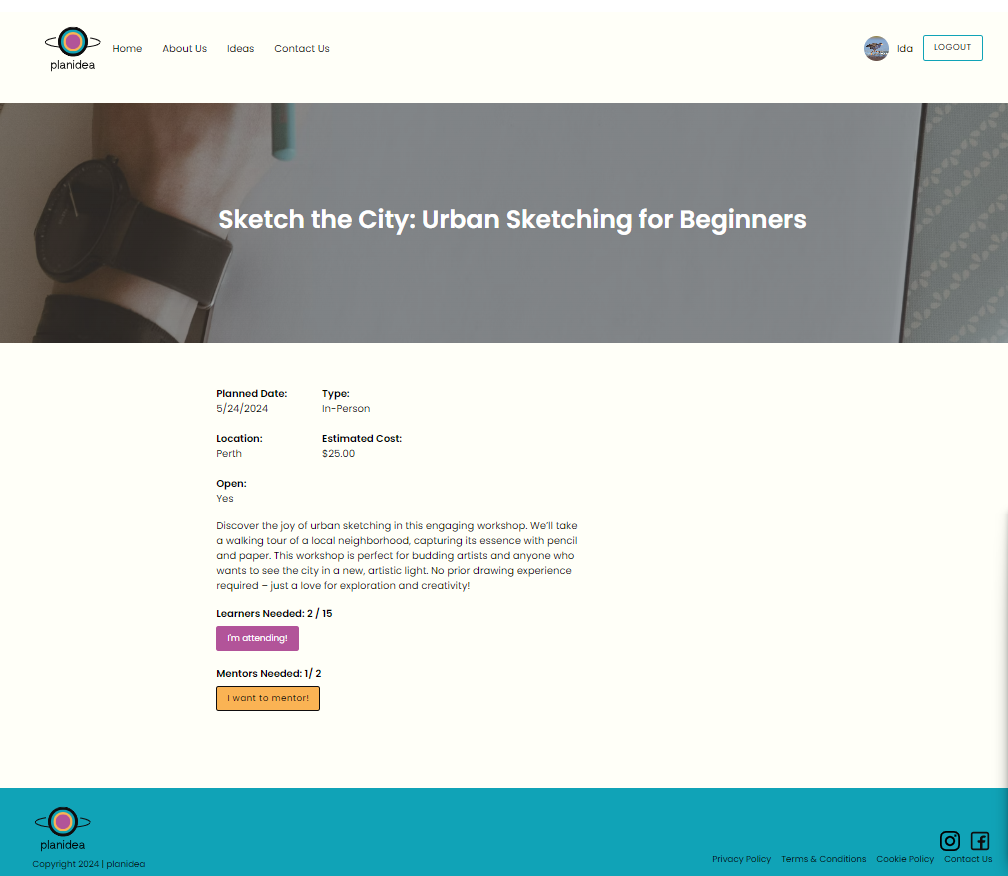 planidea
Home
About Us
Ideas
Contact Us
Ida
LOGOUT
Sketch the City: Urban Sketching for Beginners
Planned Date:
5/24/2024
Type:
In-Person
Location:
Perth
Estimated Cost:
$25.00
Open:
Yes
Discover the joy of urban sketching in this engaging workshop. We'll take
a walking tour of a local neighborhood, capturing its essence with pencil
and paper. This workshop is perfect for budding artists and anyone who
wants to see the city in a new, artistic light. No prior drawing experience
required – just a love for exploration and creativity!
Learners Needed: 2 / 15
I'm attending!
Mentors Needed: 1/ 2
I want to mentor!
planidea
Copyright 2024 | planidea
Privacy Policy
Terms & Conditions
Cookie Policy
Contact Us